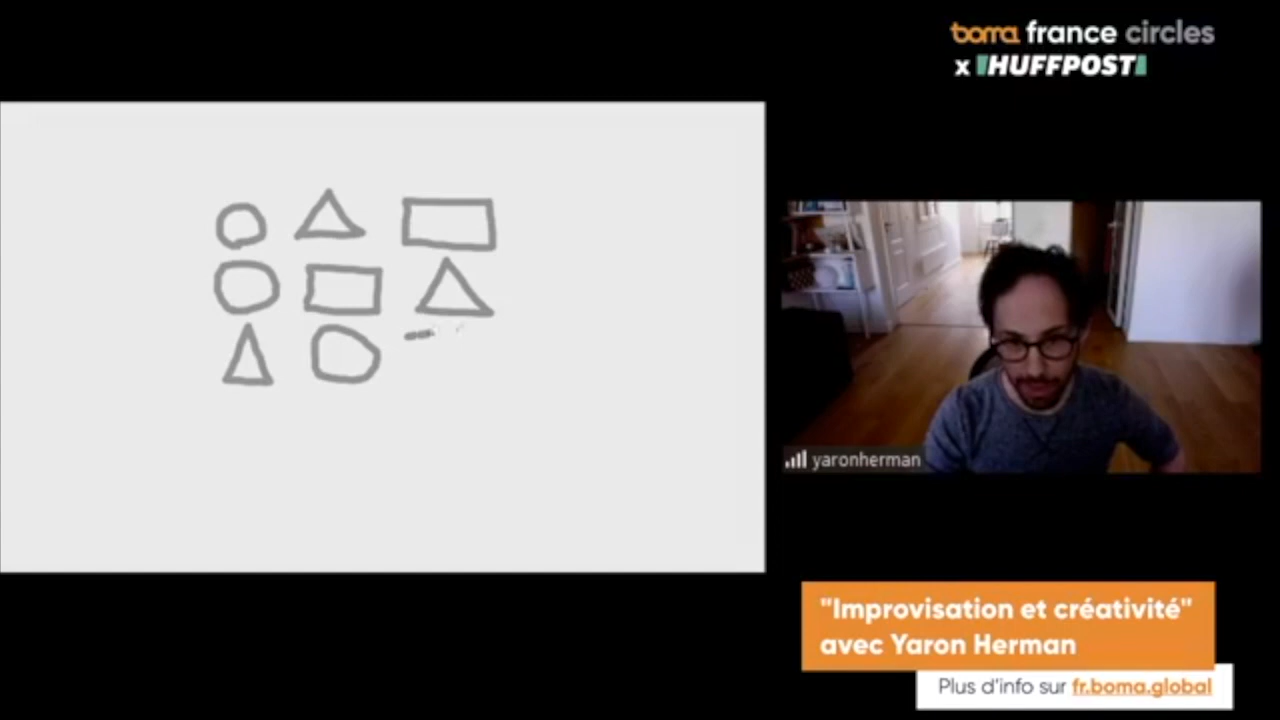 boma france circles
x HUFFPOST
yaronherman
"Improvisation et créativité"
avec Yaron Herman
Plus d'info sur fr.boma.global